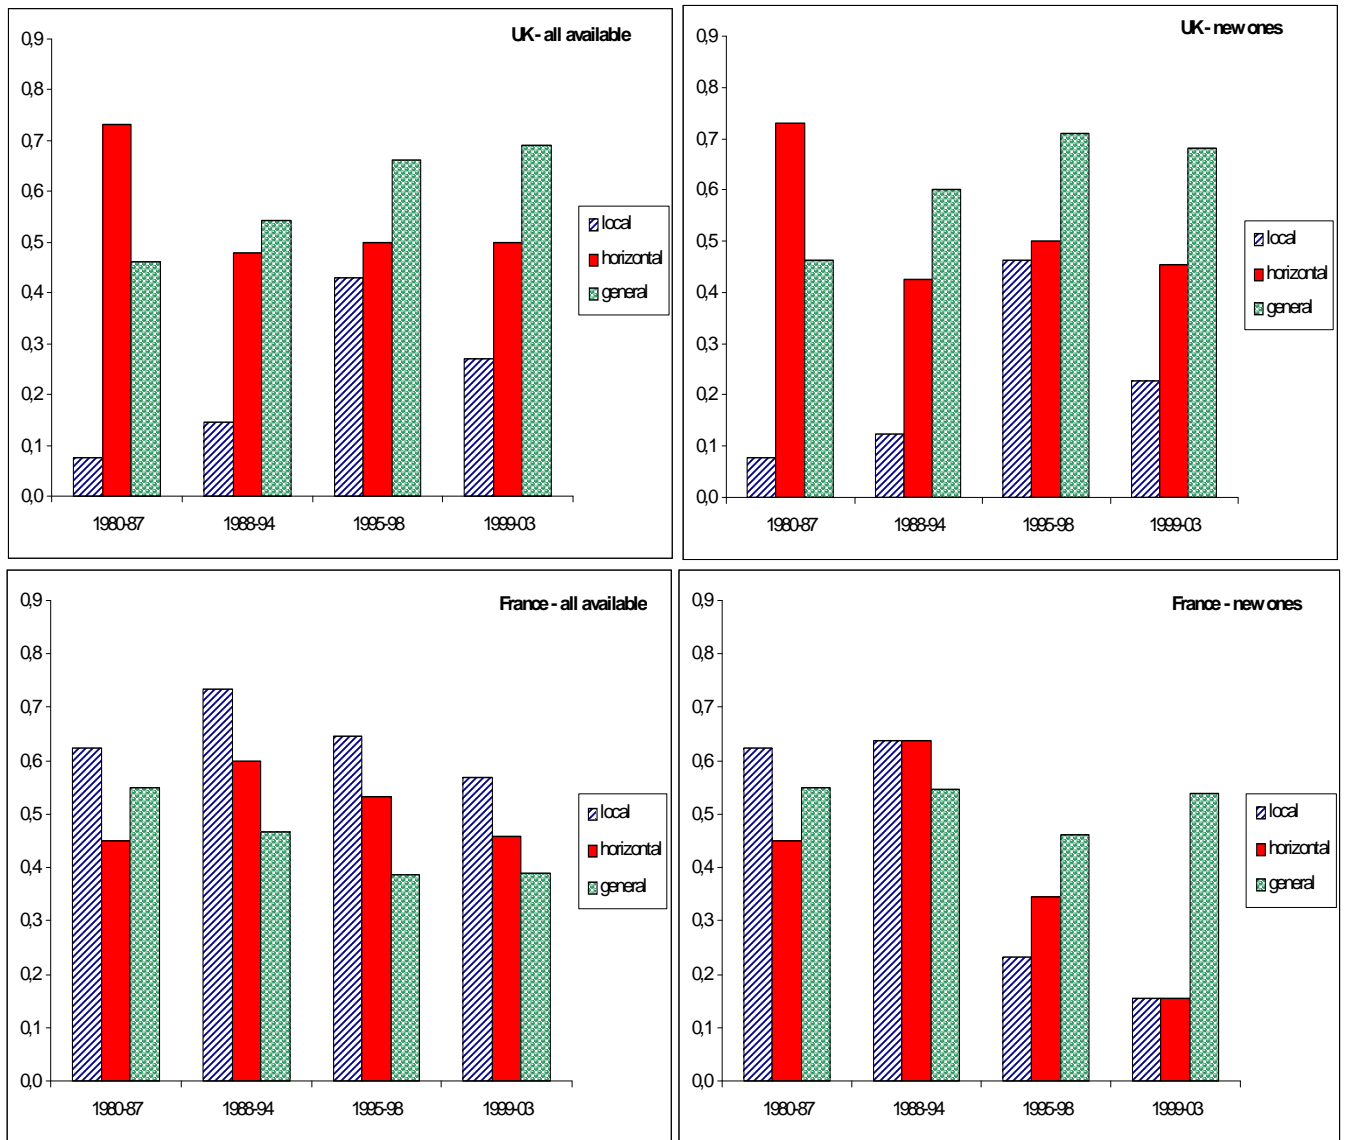 UK - all available
0,9
0,8
0,7
0,6
0,5
0,4
0,3
0,2
0,1
0,0
1980-87 1988-94 1995-98 1999-03
local
horizontal
general
UK - new ones
0,9
0,8
0,7
0,6
0,5
0,4
0,3
0,2
0,1
0,0
1980-87 1988-94 1995-98 1999-03
local
horizontal
general
France - all available
0,9
0,8
0,7
0,6
0,5
0,4
0,3
0,2
0,1
0,0
1980-87 1988-94 1995-98 1999-03
local
horizontal
general
France - new ones
0,9
0,8
0,7
0,6
0,5
0,4
0,3
0,2
0,1
0,0
1980-87 1988-94 1995-98 1999-03
local
horizontal
general